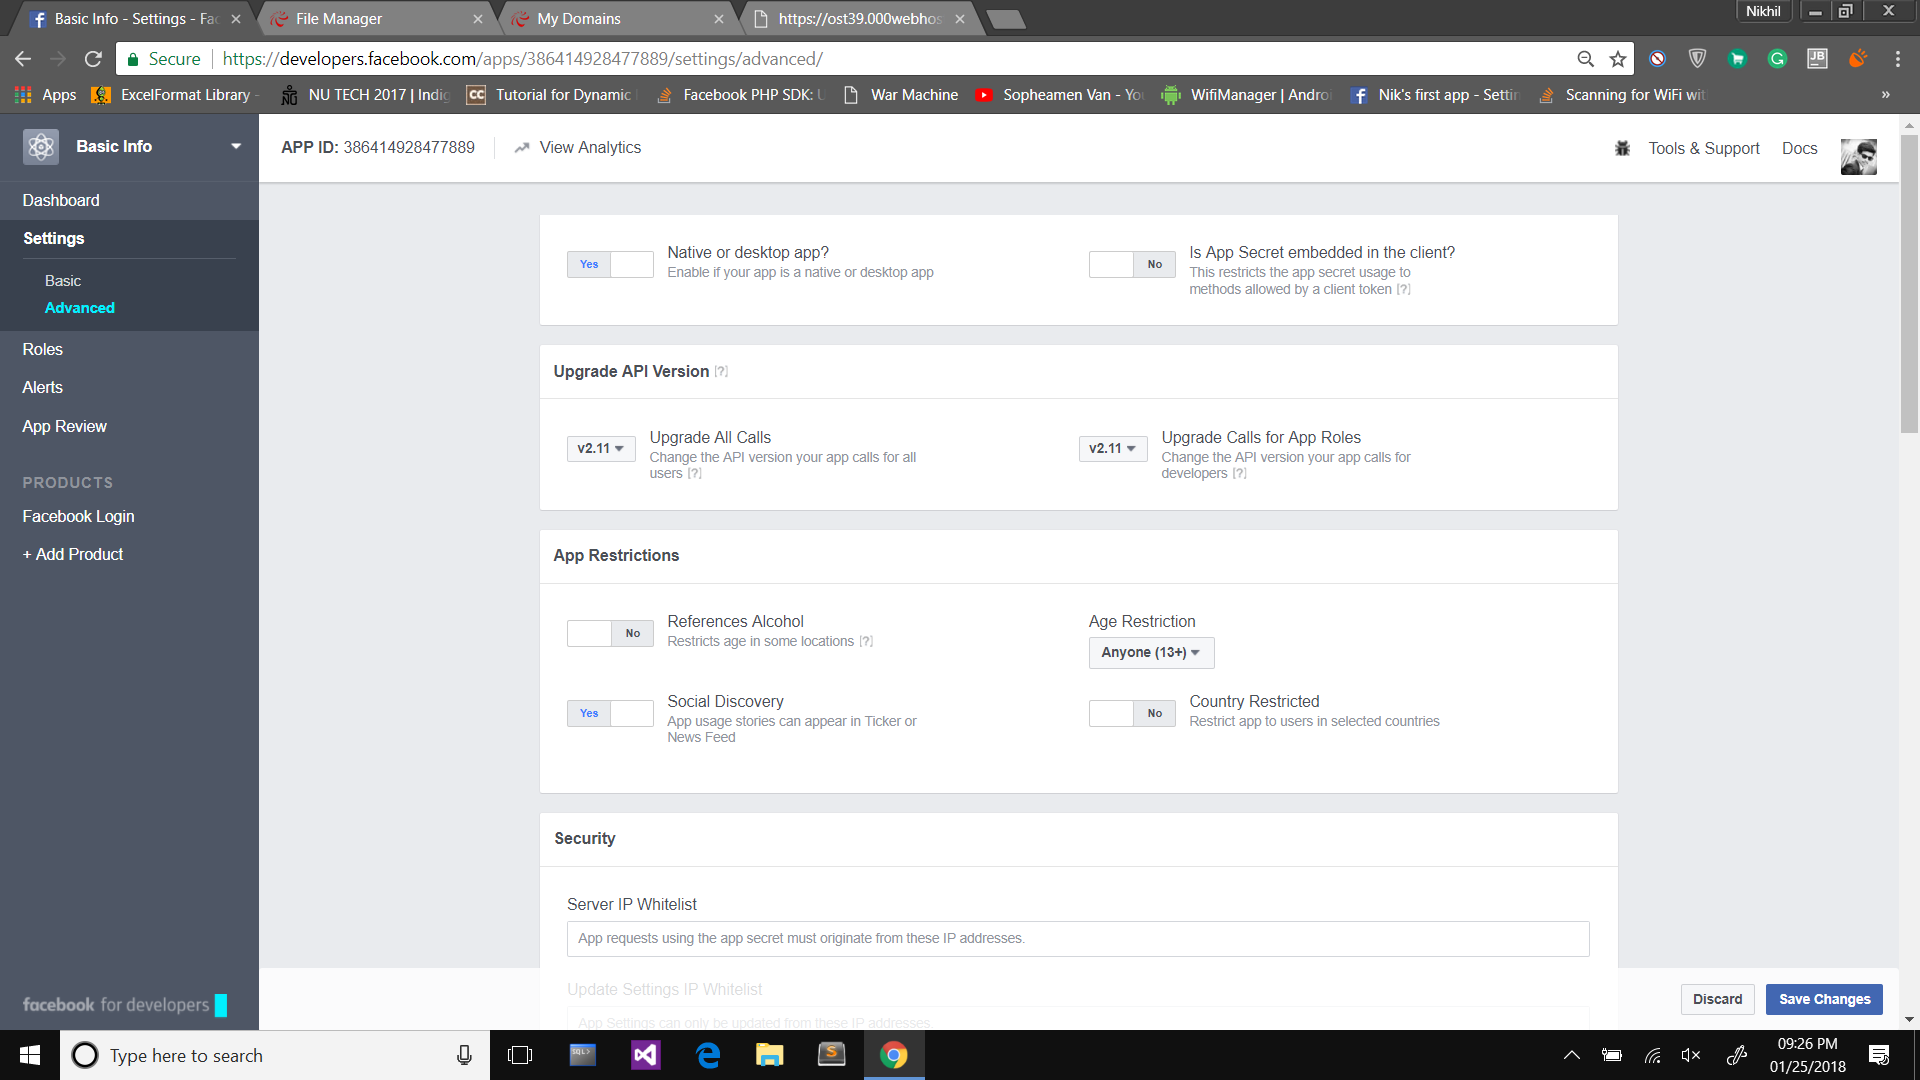 Basic Info - Settings - Fac
File Manager
My Domains
https://ost39.000webhos
Nikhil
Secure
https://developers.facebook.com/apps/386414928477889/settings/advanced/
Apps
ExcelFormat Library -
NU TECH 2017 | Indig
CC
Tutorial for Dynamic
Facebook PHP SDK: U
War Machine
Sopheamen Van - Yo
WifiManager | Androi
Nik's first app - Settin
Scanning for WiFi wit
»
Basic Info
APP ID: 386414928477889
View Analytics
Tools & Support
Docs
Dashboard
Settings
Basic
Advanced
Roles
Alerts
App Review
PRODUCTS
Facebook Login
+ Add Product
facebook for developers
Yes
Native or desktop app?
Enable if your app is a native or desktop app
No
Is App Secret embedded in the client?
This restricts the app secret usage to
methods allowed by a client token [?]
Upgrade API Version [?]
v2.11
Upgrade All Calls
Change the API version your app calls for all
users [?]
v2.11
Upgrade Calls for App Roles
Change the API version your app calls for
developers [?]
App Restrictions
No
References Alcohol
Restricts age in some locations [?]
Age Restriction
Anyone (13+)
Yes
Social Discovery
App usage stories can appear in Ticker or
News Feed
No
Country Restricted
Restrict app to users in selected countries
Security
Server IP Whitelist
App requests using the app secret must originate from these IP addresses.
Update Settings IP Whitelist
App Settings can only be updated from these IP addresses
Discard
Save Changes
Type here to search
09:26 PM
01/25/2018